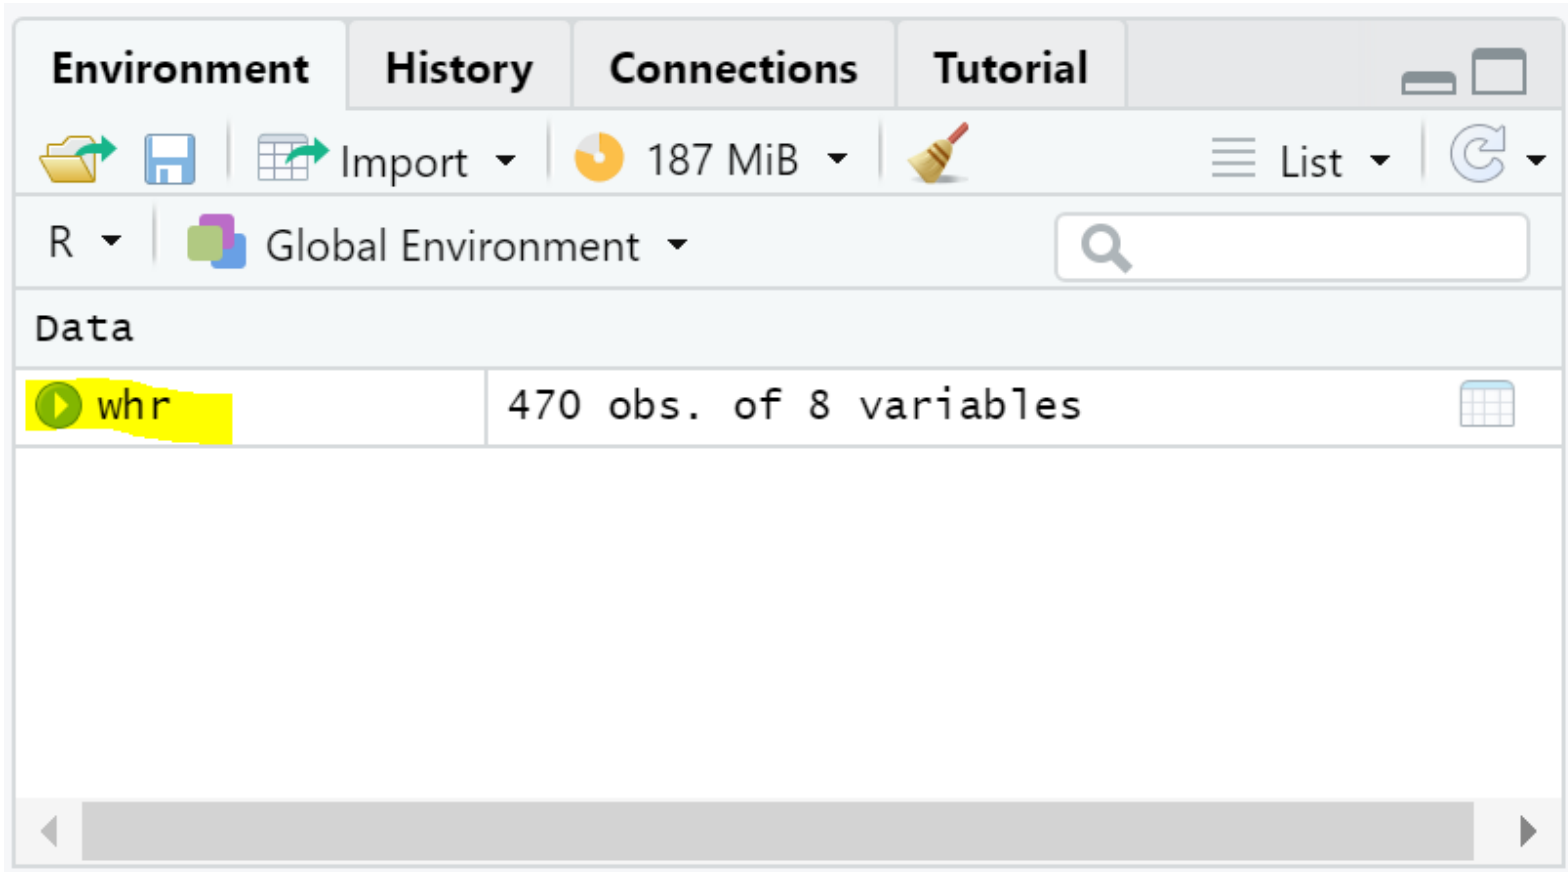 Environment History Connections Tutorial
Import 187 MiB List
R Global Environment
Data
whr 470 obs. of 8 variables